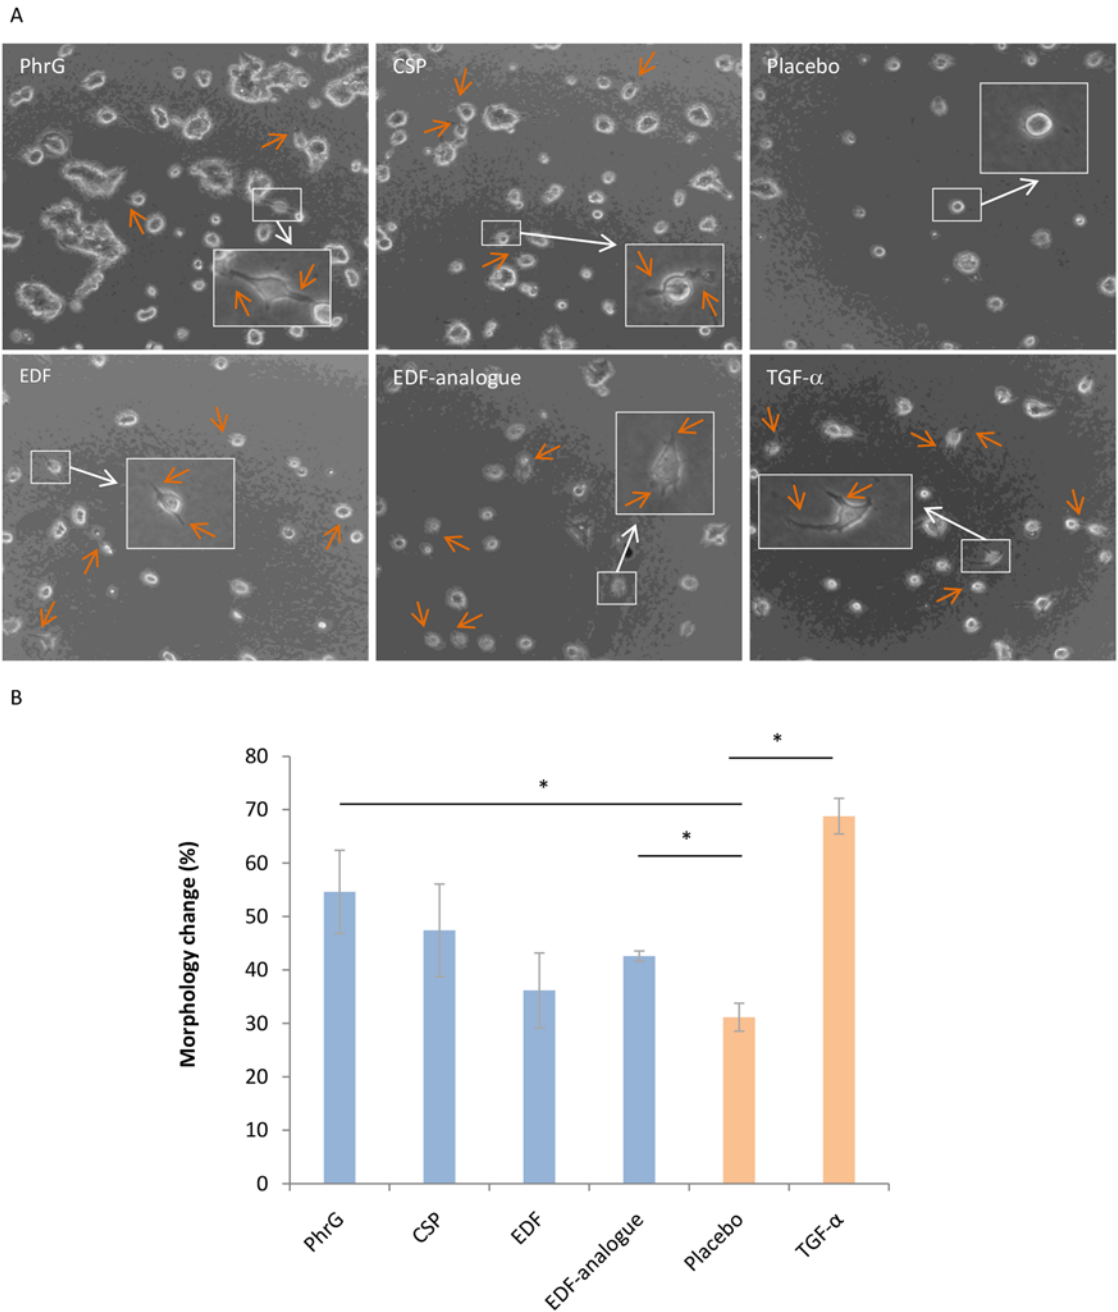 A
PhrG
CSP
Placebo
EDF
EDF-analogue
TGF-α
B
Morphology change (%)
80
70
60
50
40
30
20
10
0
*
*
*
PhrG
CSP
EDF
EDF-analogue
Placebo
TGF-α